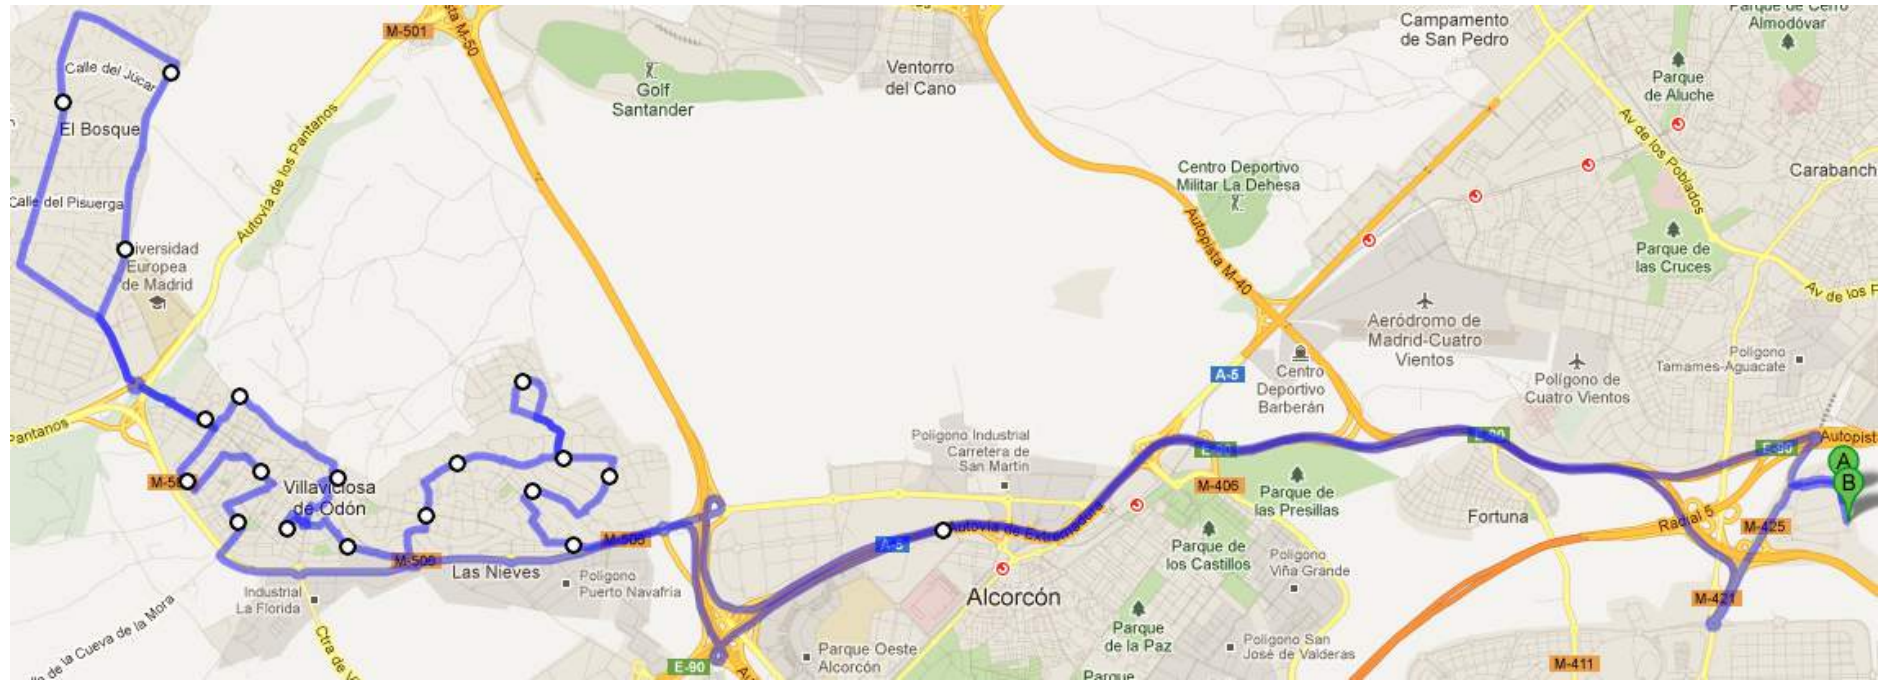 M-501
sta M-50
Calle del Júcar
El Bosque
Autovía de los Pantanos
Calle del Pisuerga
Universidad
Europea
de Madrid
Golf
Santander
Ventorro
del Cano
Campamento
de San Pedro
Parque de Cerro
Almodóvar
Parque
de Aluche
Av de los Poblados
Carabanch
Centro Deportivo
Militar La Dehesa
Autopista M-40
Parque de
las Cruces
Av de los P
Aeródromo de
Madrid-Cuatro
Vientos
Polígono
Tamames-Aguacate
A-5
Centro
Deportivo
Barberán
Polígono de
Cuatro Vientos
Pantanos
Polígono Industrial
Carretera de
San Martín
E-90
E-90
E-90
Autopist
A
B
M-50
Villaviciosa
de Odón
M-406
Parque de
las Presillas
Fortuna
Radial 5
M-425
M-506
M-506
A-5
Autovía de Extremadura
Las Nieves
Polígono
Puerto Navafría
Industrial
La Florida
Parque de
los Castillos
Polígono
Viña Grande
Alcorcón
M-421
lle de la Cueva de la Mora
Ctra de V
Parque
de la Paz
Polígono San
José de Valderas
Parque Oeste
Alcorcón
E-90
Au
M-411
Parque